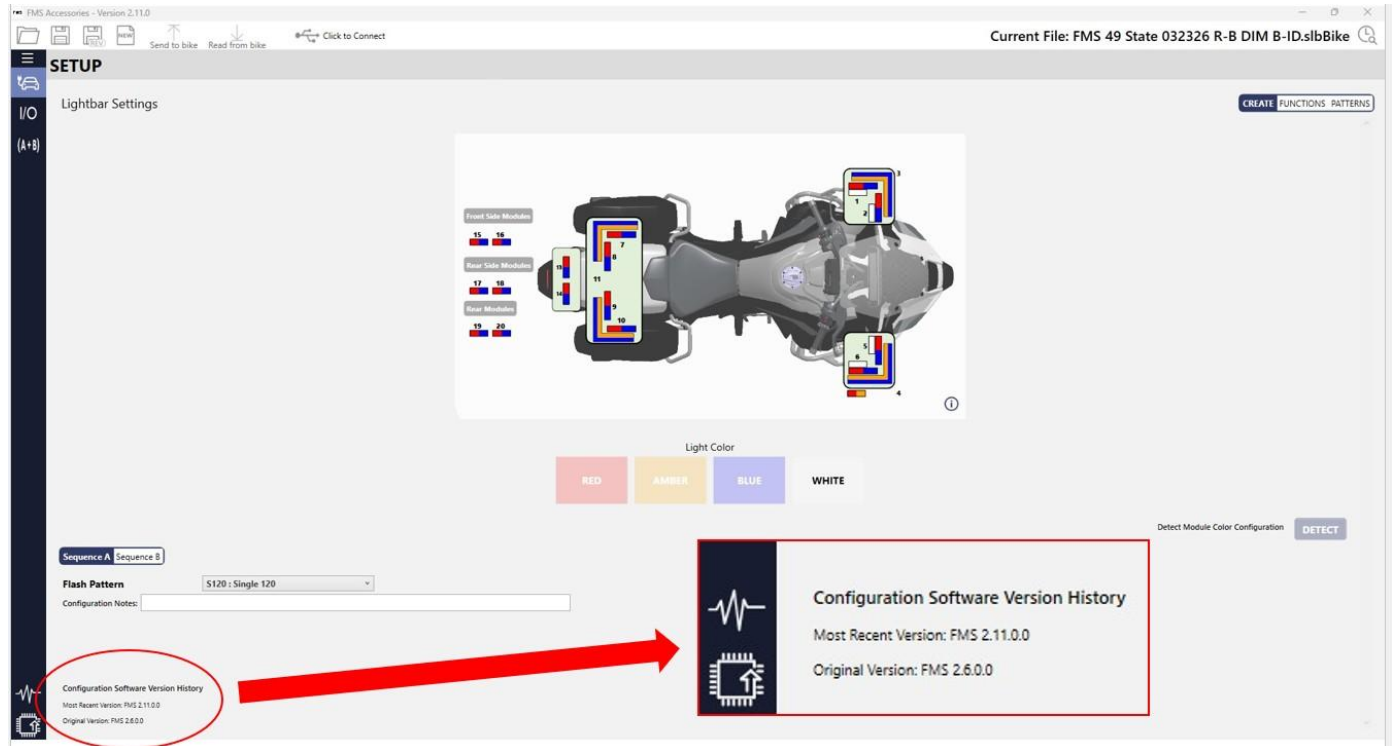 FMS FMS Accessories - Version 2.11.0
REV NEW Send to bike Read from bike Click to Connect Current File: FMS 49 State 032326 R-B DIM B-ID.slbBike
SETUP
I/O
(A+B)
Lightbar Settings CREATE FUNCTIONS PATTERNS
3
1
2
Front Side Modules
15 16
7
8
Rear Side Modules
13
17 18
11
14
Rear Modules
9
10
19 20
5
6
4
Light Color
RED AMBER BLUE WHITE
Detect Module Color Configuration DETECT
Sequence A Sequence B
Flash Pattern S120 : Single 120
Configuration Notes:
Configuration Software Version History
Most Recent Version: FMS 2.11.0.0
Original Version: FMS 2.6.0.0
Configuration Software Version History
Most Recent Version: FMS 2.11.0.0
Original Version: FMS 2.6.0.0